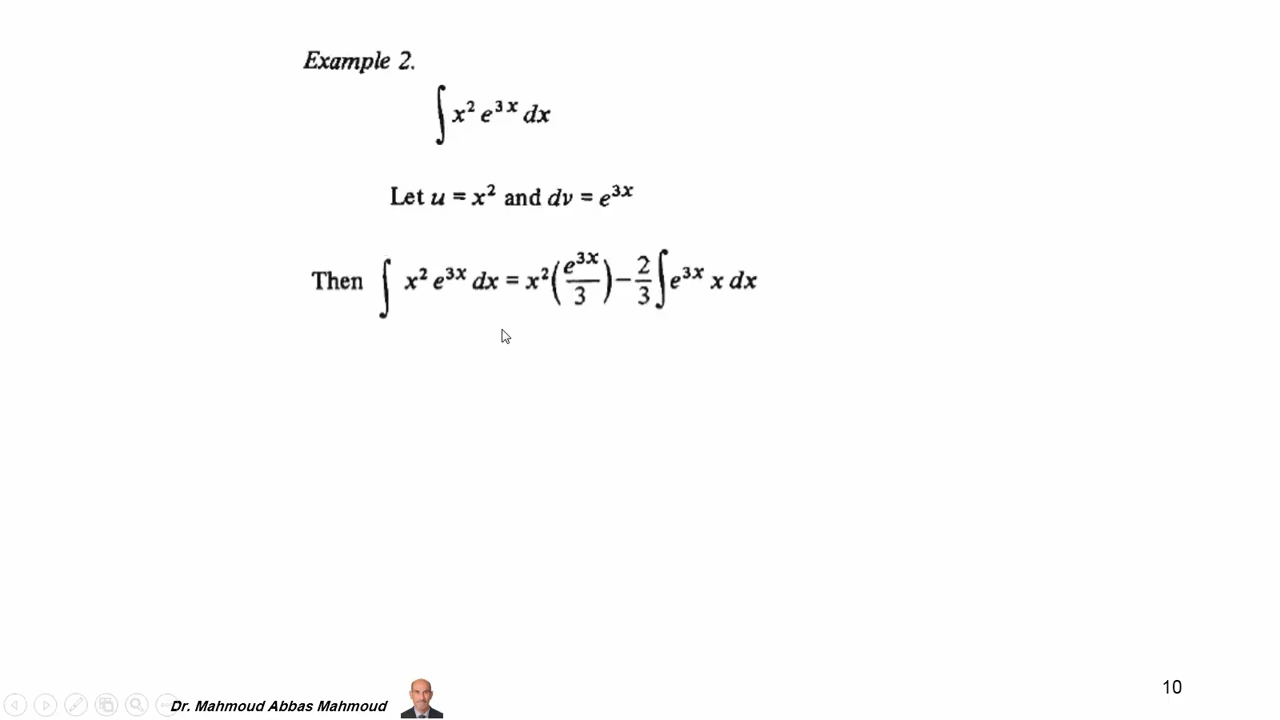 Example 2.
∫ x² e³ˣ dx
Let u = x² and dv = e³ˣ
Then ∫ x² e³ˣ dx = x² (e³ˣ/3) − 2/3 ∫ e³ˣ x dx
Dr. Mahmoud Abbas Mahmoud
10